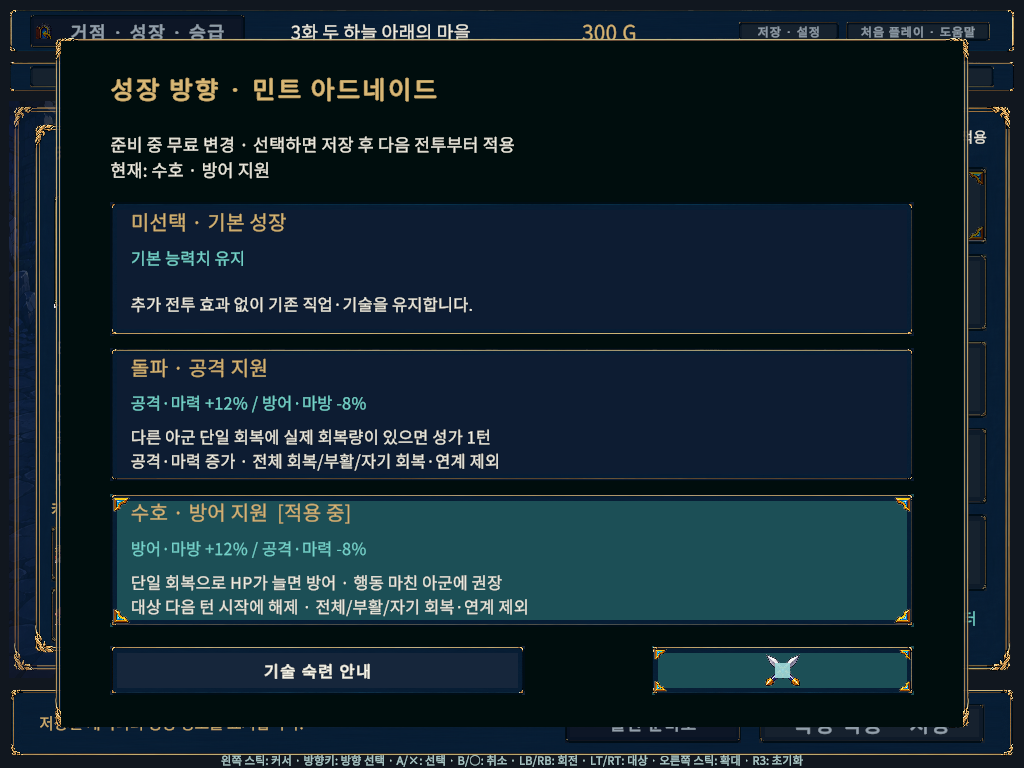 거점 · 성장 · 승급
3화 두 하늘 아래의 마을
300 G
저장 · 설정
처음 플레이 · 도움말
성장 방향 · 민트 아드네이드
준비 중 무료 변경 · 선택하면 저장 후 다음 전투부터 적용
현재: 수호 · 방어 지원
미선택 · 기본 성장
기본 능력치 유지
추가 전투 효과 없이 기존 직업·기술을 유지합니다.
돌파 · 공격 지원
공격·마력 +12% / 방어·마방 -8%
다른 아군 단일 회복에 실제 회복량이 있으면 성가 1턴
공격·마력 증가 · 전체 회복/부활/자기 회복·연계 제외
수호 · 방어 지원 [적용 중]
방어·마방 +12% / 공격·마력 -8%
단일 회복으로 HP가 늘면 방어 · 행동 마친 아군에 권장
대상 다음 턴 시작에 해제 · 전체/부활/자기 회복·연계 제외
기술 숙련 안내
왼쪽 스틱: 커서 · 방향키: 방향 선택 · A/✕: 선택 · B/○: 취소 · LB/RB: 회전 · LT/RT: 대상 · 오른쪽 스틱: 확대 · R3: 초기화